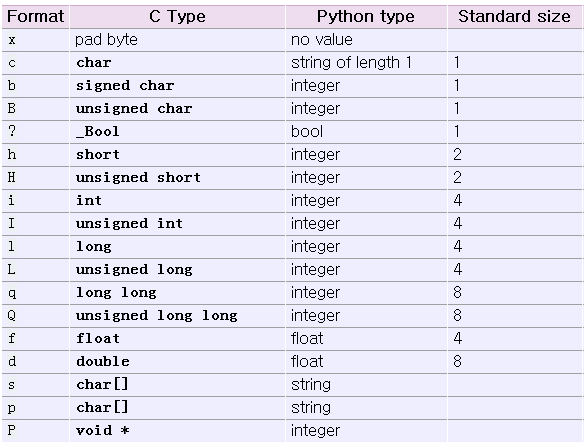 Format C Type Python type Standard size
x pad byte no value
c char string of length 1 1
b signed char integer 1
B unsigned char integer 1
? _Bool bool 1
h short integer 2
H unsigned short integer 2
i int integer 4
I unsigned int integer 4
l long integer 4
L unsigned long integer 4
q long long integer 8
Q unsigned long long integer 8
f float float 4
d double float 8
s char[] string
p char[] string
P void * integer